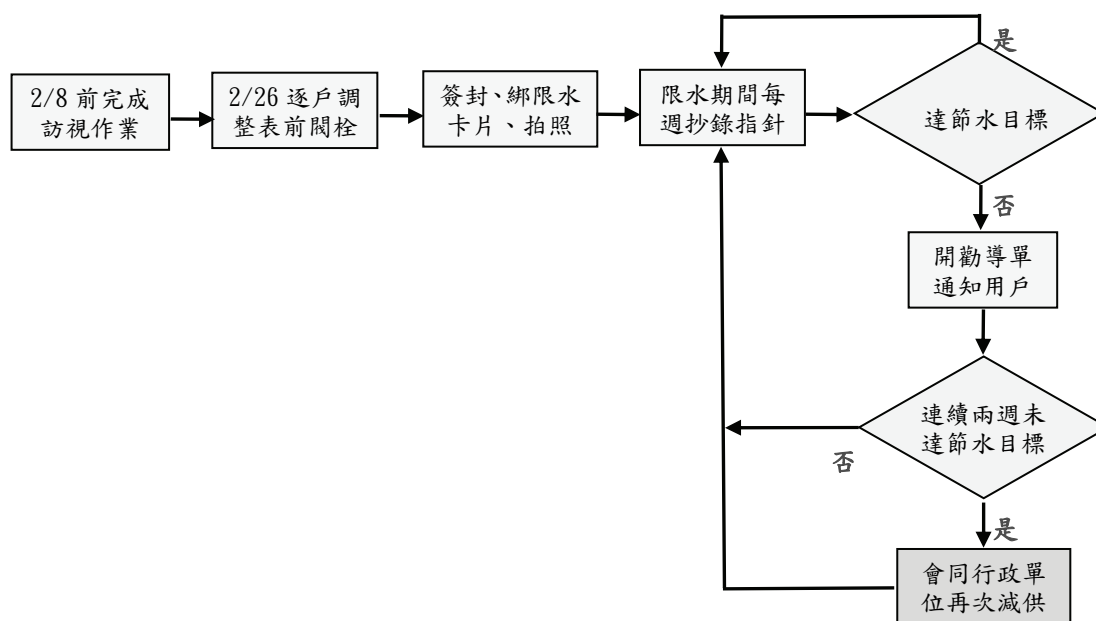 2/8 前完成
訪視作業
2/26 逐戶調
整表前閥栓
簽封、綁限水
卡片、拍照
限水期間每
週抄錄指針
是
達節水目標
否
開勸導單
通知用戶
連續兩週未
達節水目標
否
是
會同行政單
位再次減供